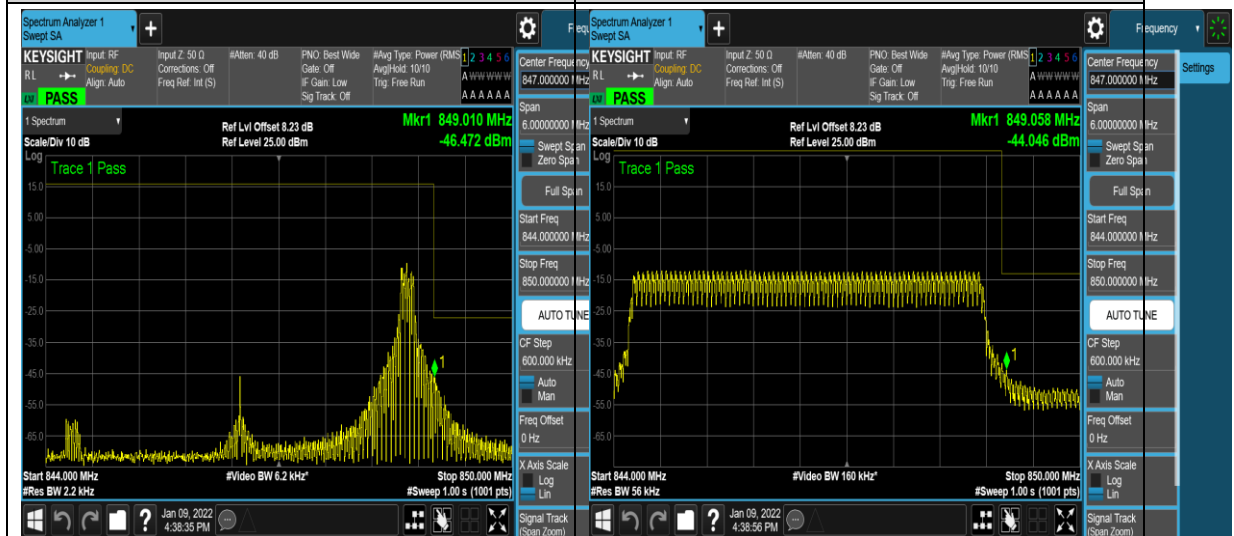 Spectrum Analyzer 1
Swept SA
+
KEYSIGHT
RL
Input: RF
Coupling: DC
Align: Auto
Input Z: 50 Ω
Corrections: Off
Freq Ref: Int (S)
#Atten: 40 dB
PNO: Best Wide
Gate: Off
IF Gain: Low
Sig Track: Off
#Avg Type: Power (RMS
Avg|Hold: 10/10
Trig: Free Run
1 2 3 4 5 6
A W W W W W
A A A A A A
PASS
1 Spectrum
Scale/Div 10 dB
Log
Ref Lvl Offset 8.23 dB
Ref Level 25.00 dBm
Mkr1 849.010 MHz
-46.472 dBm
Trace 1 Pass
15.0
5.00
-5.00
-15.0
-25.0
-35.0
-45.0
-55.0
-65.0
1
Start 844.000 MHz
#Res BW 2.2 kHz
#Video BW 6.2 kHz*
Stop 850.000 MHz
#Sweep 1.00 s (1001 pts)
?
Jan 09, 2022
4:38:35 PM
Frequ
Center Frequency
847.000000 MHz
Span
6.00000000 MHz
Swept Span
Zero Span
Full Span
Start Freq
844.000000 MHz
Stop Freq
850.000000 MHz
AUTO TUNE
CF Step
600.000 kHz
Auto
Man
Freq Offset
0 Hz
X Axis Scale
Log
Lin
Signal Track
(Span Zoom)
Spectrum Analyzer 1
Swept SA
+
KEYSIGHT
RL
Input: RF
Coupling: DC
Align: Auto
Input Z: 50 Ω
Corrections: Off
Freq Ref: Int (S)
#Atten: 40 dB
PNO: Best Wide
Gate: Off
IF Gain: Low
Sig Track: Off
#Avg Type: Power (RMS
Avg|Hold: 10/10
Trig: Free Run
1 2 3 4 5 6
A W W W W W
A A A A A A
PASS
1 Spectrum
Scale/Div 10 dB
Log
Ref Lvl Offset 8.23 dB
Ref Level 25.00 dBm
Mkr1 849.058 MHz
-44.046 dBm
Trace 1 Pass
15.0
5.00
-5.00
-15.0
-25.0
-35.0
-45.0
-55.0
-65.0
1
Start 844.000 MHz
#Res BW 56 kHz
#Video BW 160 kHz*
Stop 850.000 MHz
#Sweep 1.00 s (1001 pts)
?
Jan 09, 2022
4:38:56 PM
Frequency
Settings
Center Frequency
847.000000 MHz
Span
6.00000000 MHz
Swept Span
Zero Span
Full Span
Start Freq
844.000000 MHz
Stop Freq
850.000000 MHz
AUTO TUNE
CF Step
600.000 kHz
Auto
Man
Freq Offset
0 Hz
X Axis Scale
Log
Lin
Signal Track
(Span Zoom)